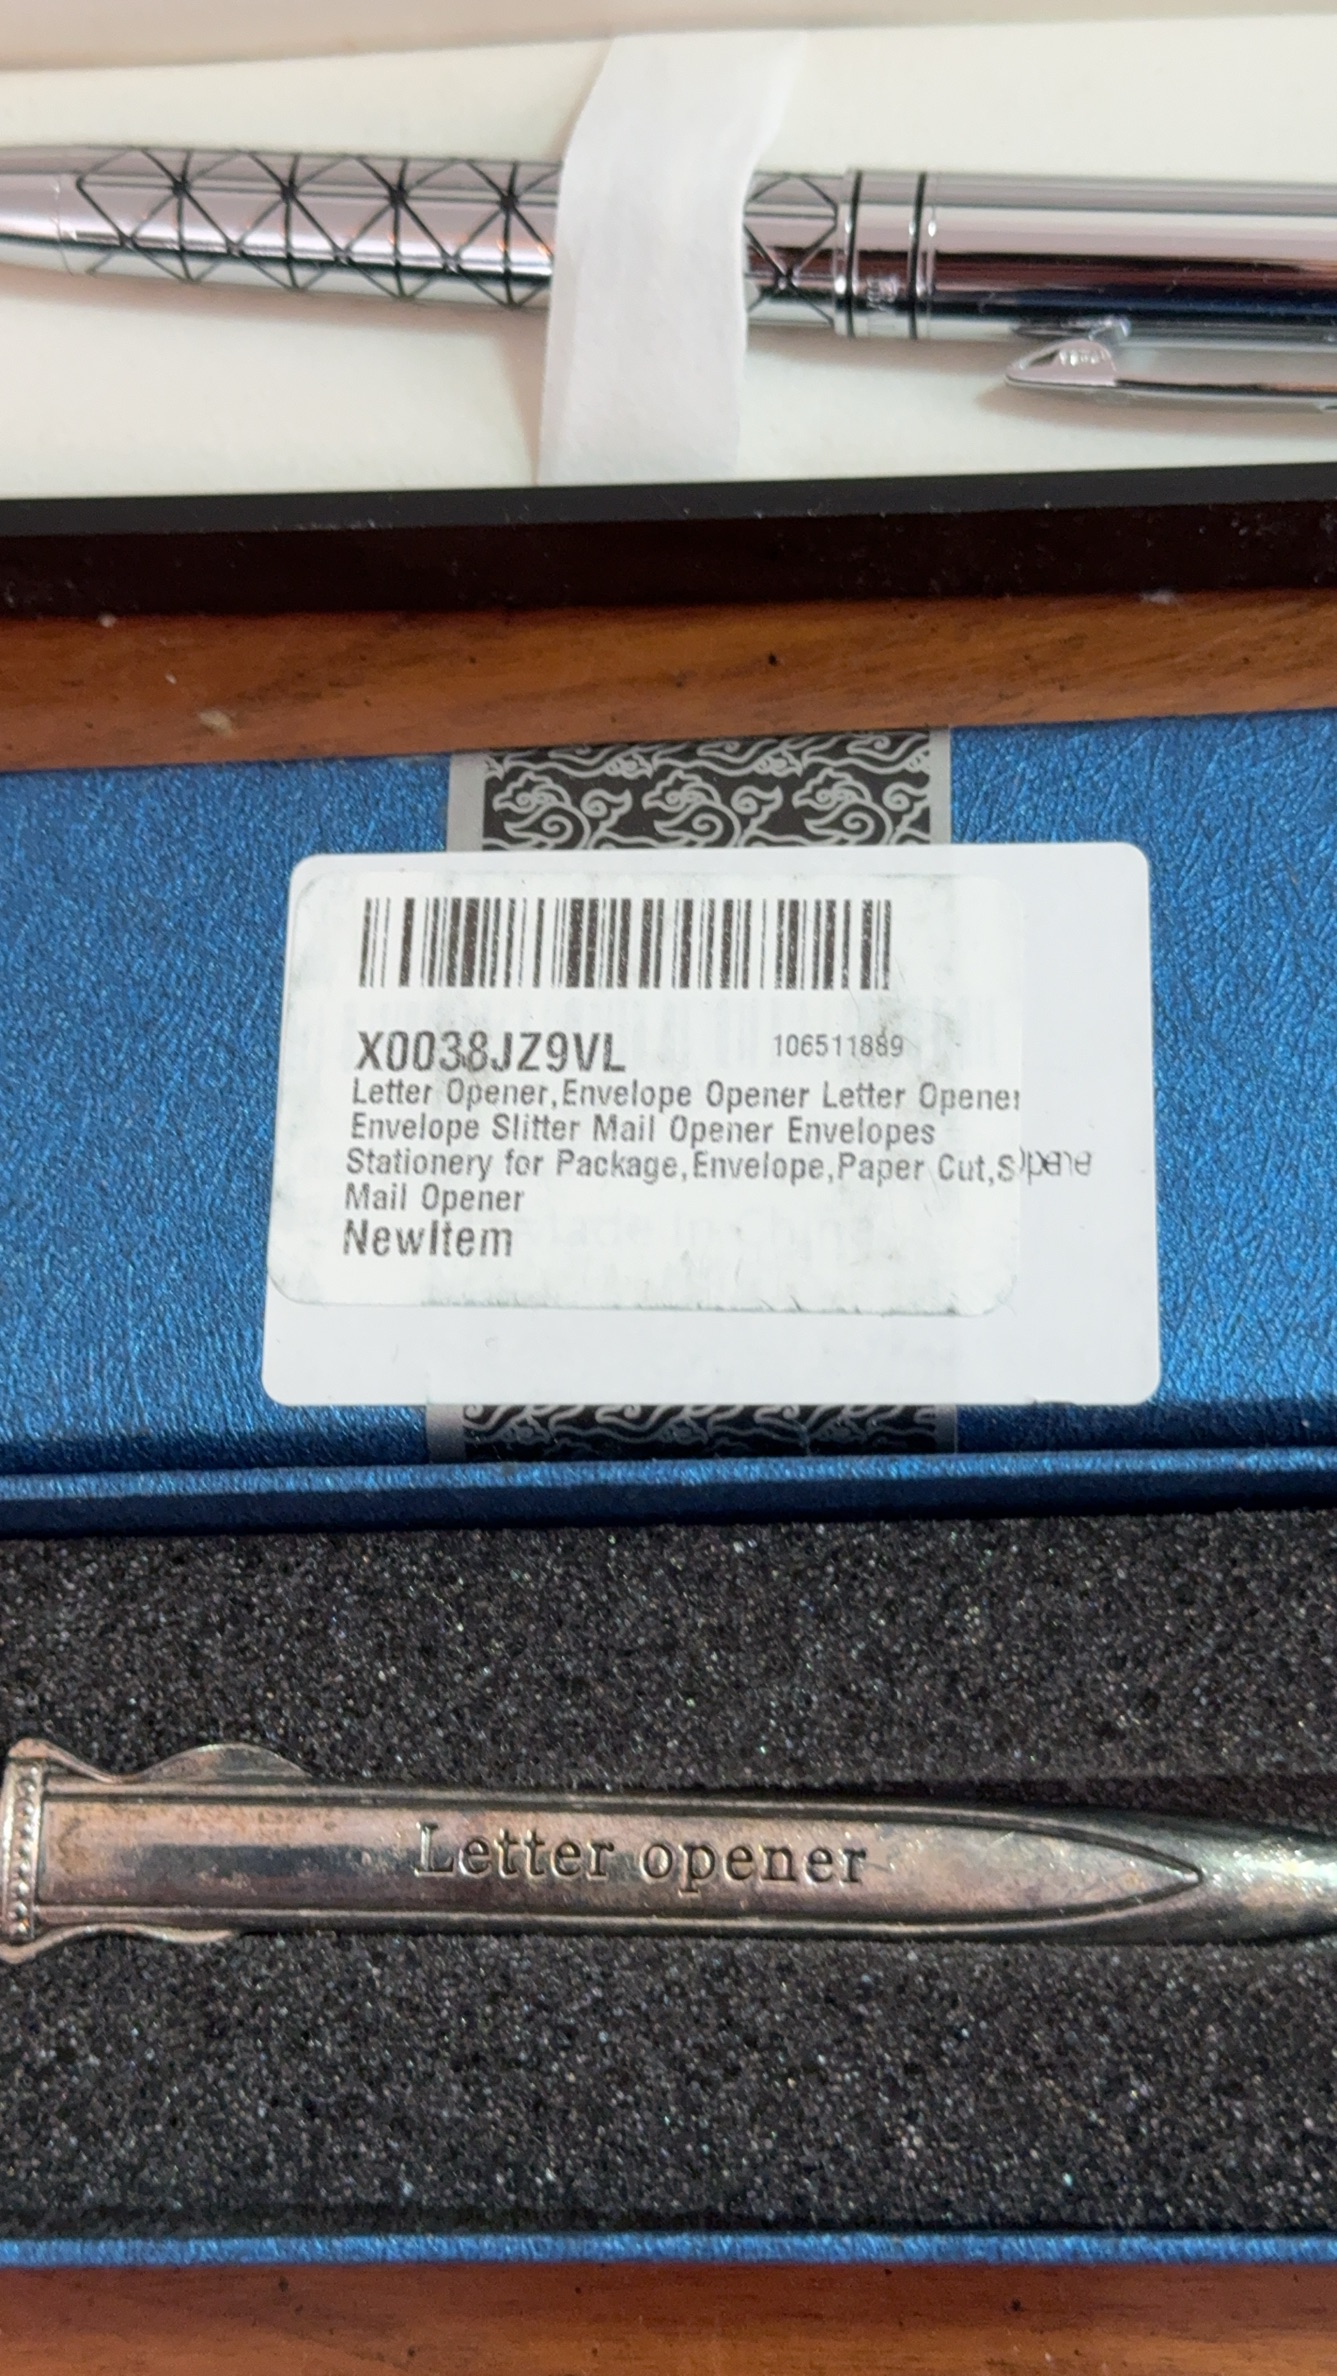 X0038JZ9VL 106511889
Letter Opener,Envelope Opener Letter Opener
Envelope Slitter Mail Opener Envelopes
Stationery for Package,Envelope,Paper Cut,S
Mail Opener
NewItem
Letter opener